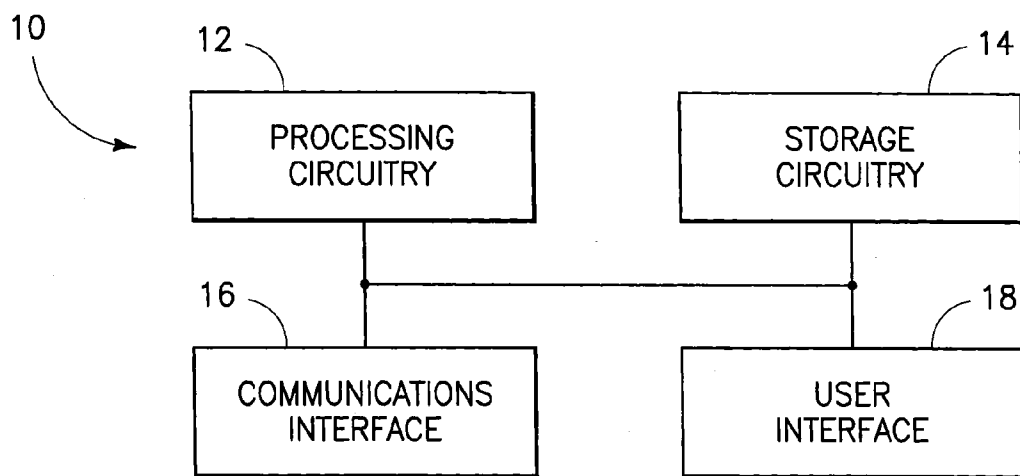 10
12
14
PROCESSING
CIRCUITRY
STORAGE
CIRCUITRY
16
18
COMMUNICATIONS
INTERFACE
USER
INTERFACE